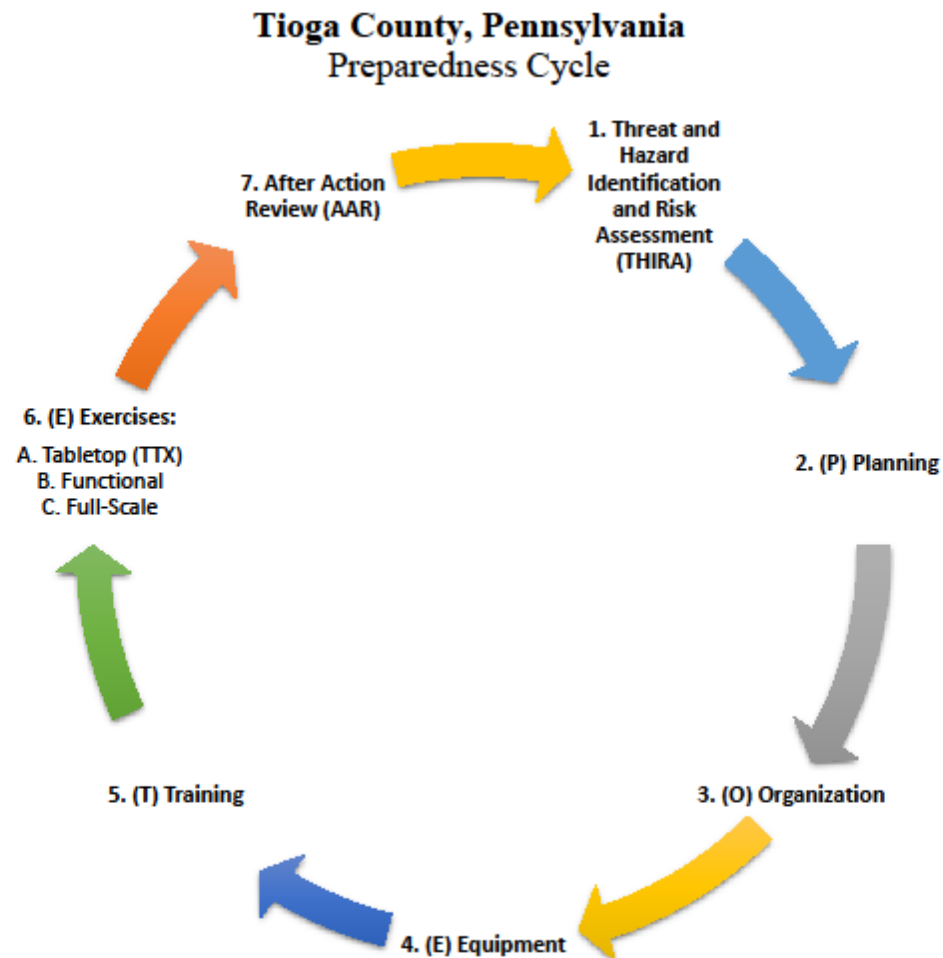 Tioga County, Pennsylvania
Preparedness Cycle
1. Threat and
Hazard
Identification
and Risk
Assessment
(THIRA)
2. (P) Planning
3. (O) Organization
4. (E) Equipment
5. (T) Training
6. (E) Exercises:
A. Tabletop (TTX)
B. Functional
C. Full-Scale
7. After Action
Review (AAR)